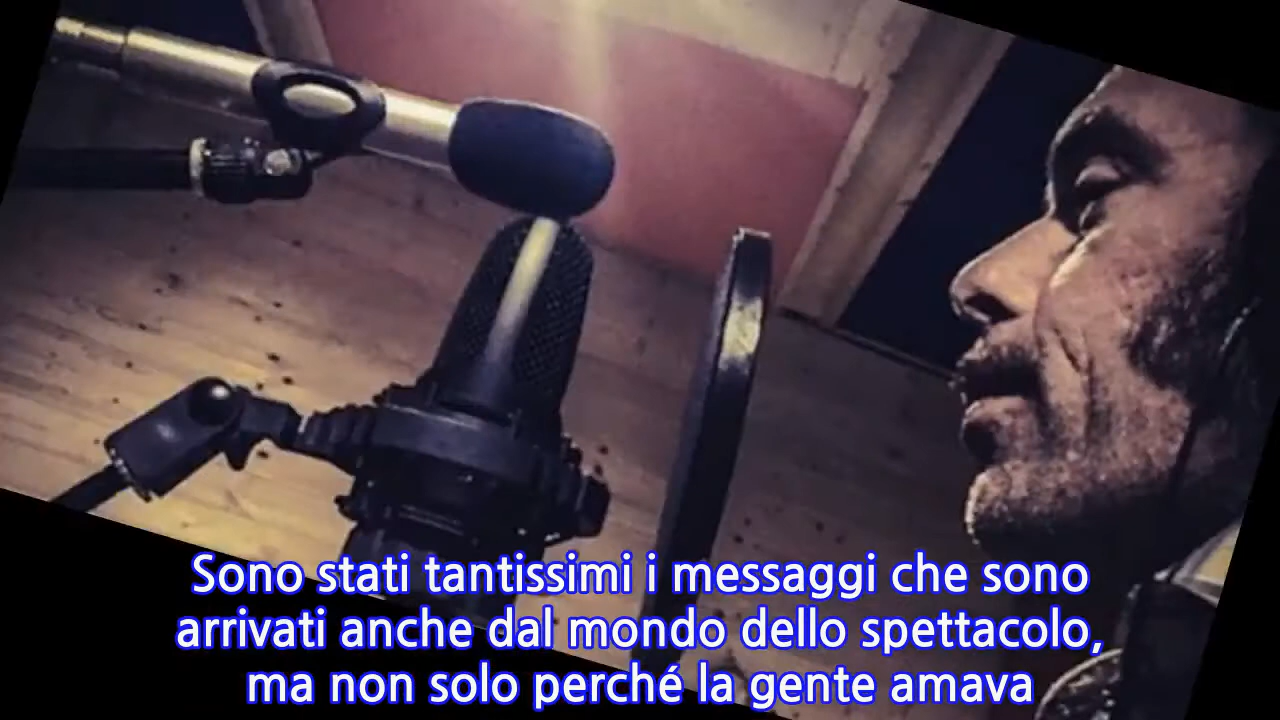 Sono stati tantissimi i messaggi che sono
arrivati anche dal mondo dello spettacolo,
ma non solo perché la gente amava